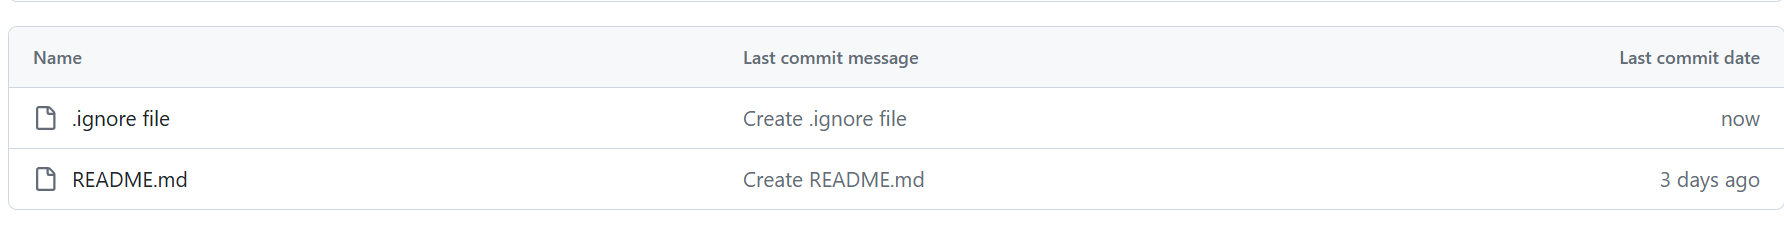 Name Last commit message Last commit date
.ignore file Create .ignore file now
README.md Create README.md 3 days ago